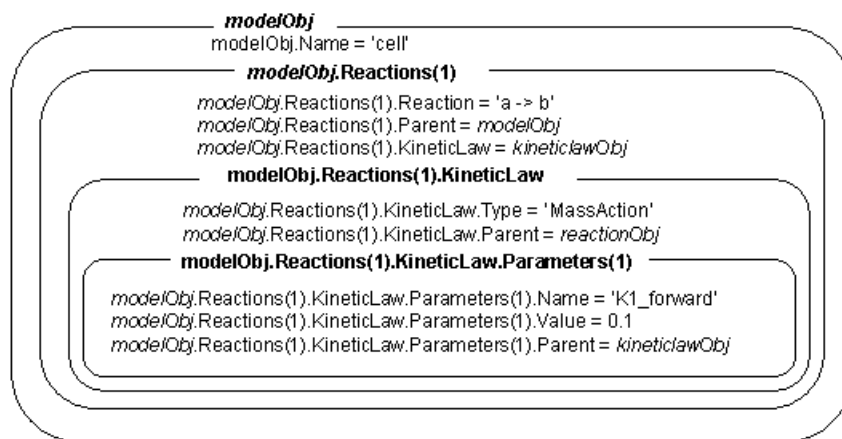 modelObj
modelObj.Name = 'cell'
modelObj.Reactions(1)
modelObj.Reactions(1).Reaction = 'a -> b'
modelObj.Reactions(1).Parent = modelObj
modelObj.Reactions(1).KineticLaw = kineticlawObj
modelObj.Reactions(1).KineticLaw
modelObj.Reactions(1).KineticLaw.Type = 'MassAction'
modelObj.Reactions(1).KineticLaw.Parent = reactionObj
modelObj.Reactions(1).KineticLaw.Parameters(1)
modelObj.Reactions(1).KineticLaw.Parameters(1).Name = 'K1_forward'
modelObj.Reactions(1).KineticLaw.Parameters(1).Value = 0.1
modelObj.Reactions(1).KineticLaw.Parameters(1).Parent = kineticlawObj